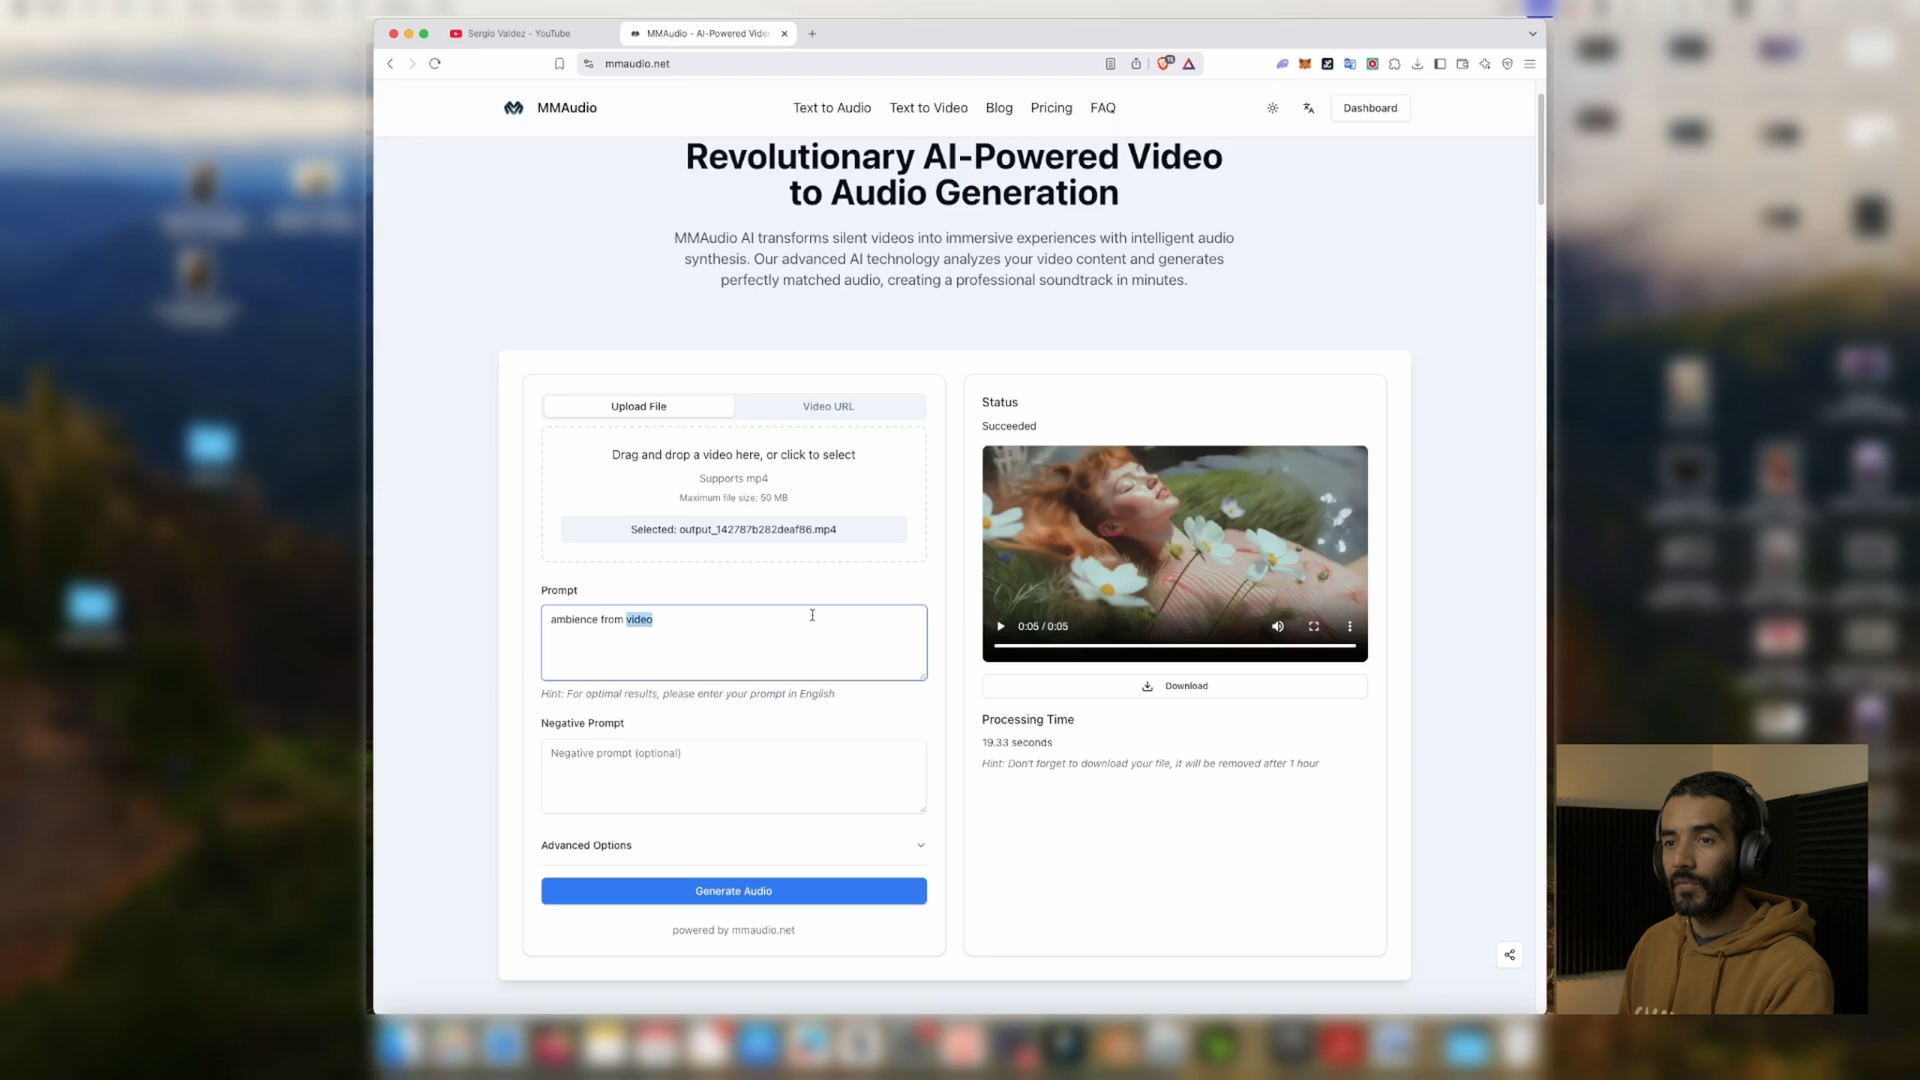 Sergio Valdez - YouTube
MMAudio - AI-Powered Vide
mmaudio.net
MMAudio
Text to Audio
Text to Video
Blog
Pricing
FAQ
Dashboard
Revolutionary AI-Powered Video
to Audio Generation
MMAudio AI transforms silent videos into immersive experiences with intelligent audio
synthesis. Our advanced AI technology analyzes your video content and generates
perfectly matched audio, creating a professional soundtrack in minutes.
Upload File
Video URL
Drag and drop a video here, or click to select
Supports mp4
Maximum file size: 50 MB
Selected: output_142787b282deaf86.mp4
Prompt
ambience from video
Hint: For optimal results, please enter your prompt in English
Negative Prompt
Negative prompt (optional)
Advanced Options
Generate Audio
powered by mmaudio.net
Status
Succeeded
0:05 / 0:05
Download
Processing Time
19.33 seconds
Hint: Don't forget to download your file, it will be removed after 1 hour